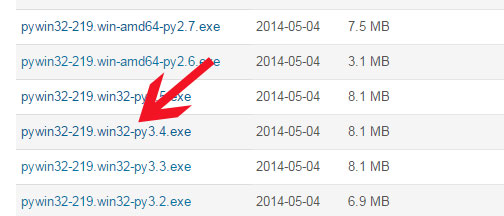 pywin32-219.win-amd64-py2.7.exe 2014-05-04 7.5 MB
pywin32-219.win-amd64-py2.6.exe 2014-05-04 3.1 MB
pywin32-219.win32-py3.5.exe 2014-05-04 8.1 MB
pywin32-219.win32-py3.4.exe 2014-05-04 8.1 MB
pywin32-219.win32-py3.3.exe 2014-05-04 8.1 MB
pywin32-219.win32-py3.2.exe 2014-05-04 6.9 MB